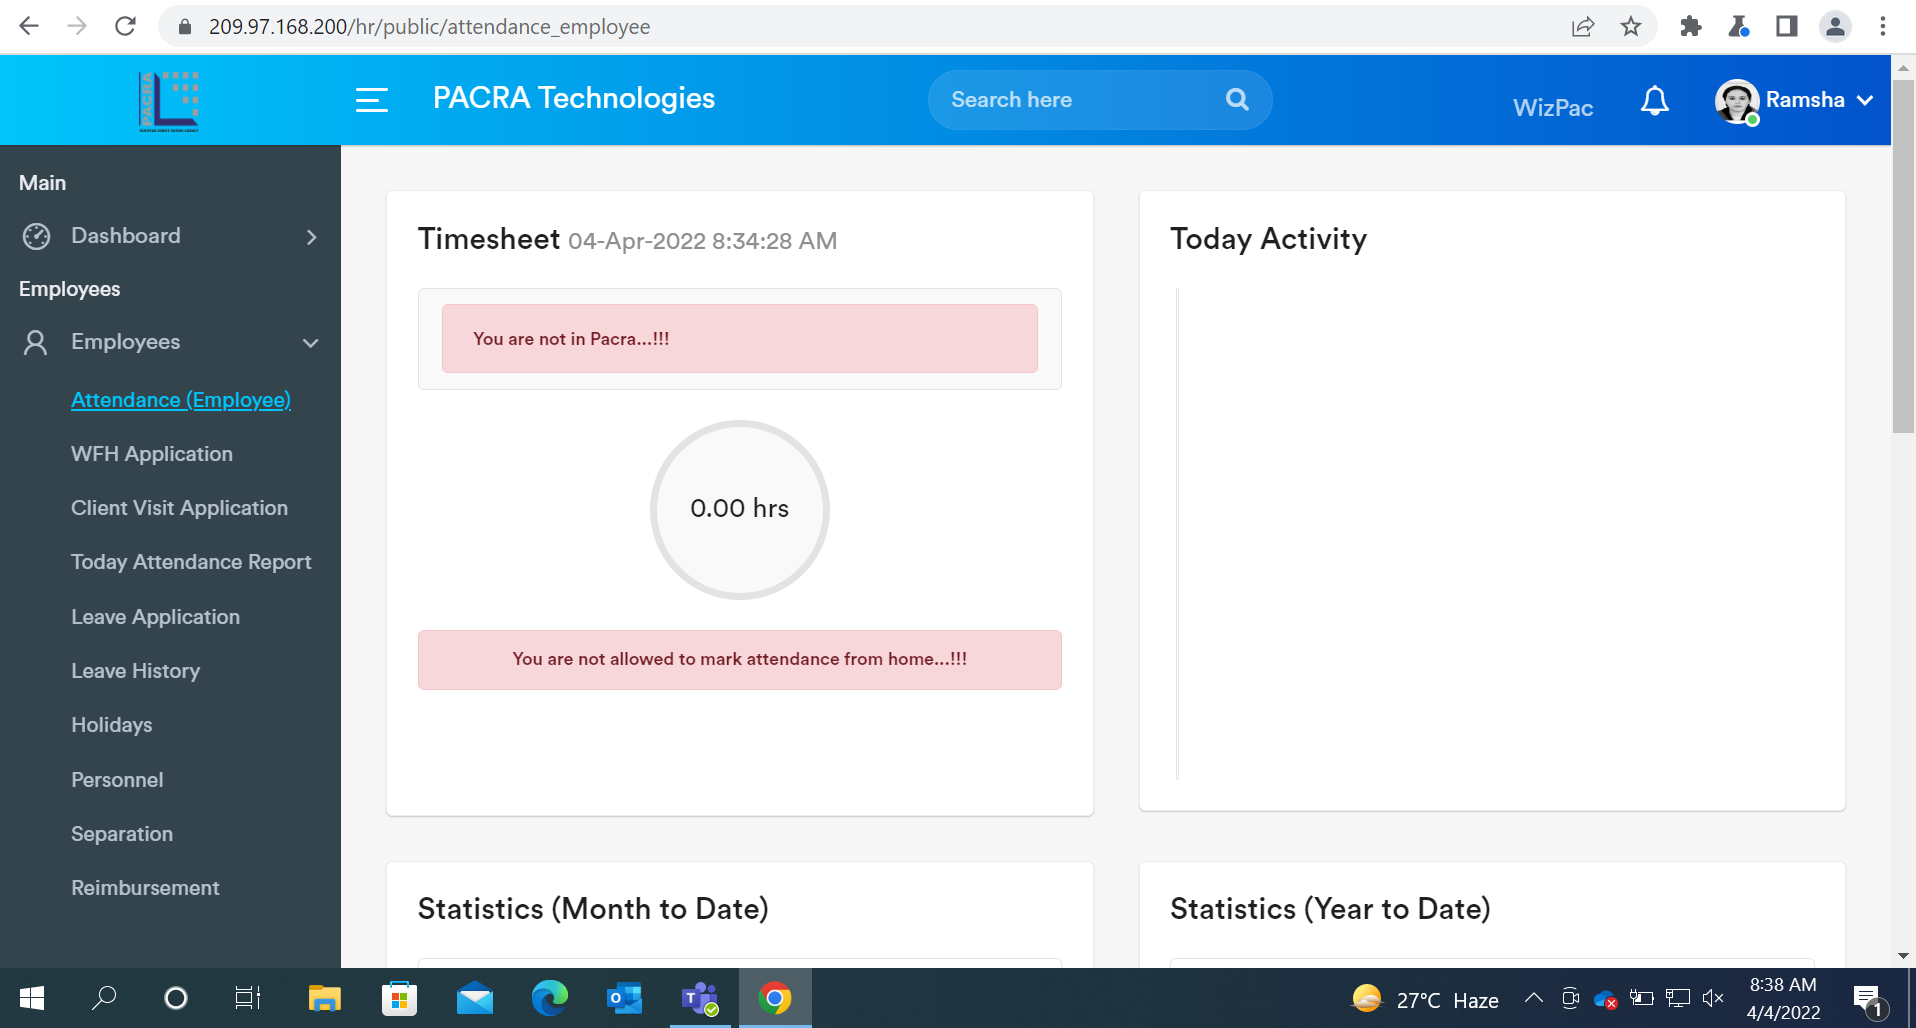 209.97.168.200/hr/public/attendance_employee
PACRA
PACRA Technologies
Search here
WizPac
Ramsha
Main
Dashboard
Employees
Employees
Attendance (Employee)
WFH Application
Client Visit Application
Today Attendance Report
Leave Application
Leave History
Holidays
Personnel
Separation
Reimbursement
Timesheet 04-Apr-2022 8:34:28 AM
You are not in Pacra...!!!
0.00 hrs
You are not allowed to mark attendance from home...!!!
Today Activity
Statistics (Month to Date)
Statistics (Year to Date)
27°C Haze
8:38 AM
4/4/2022
1